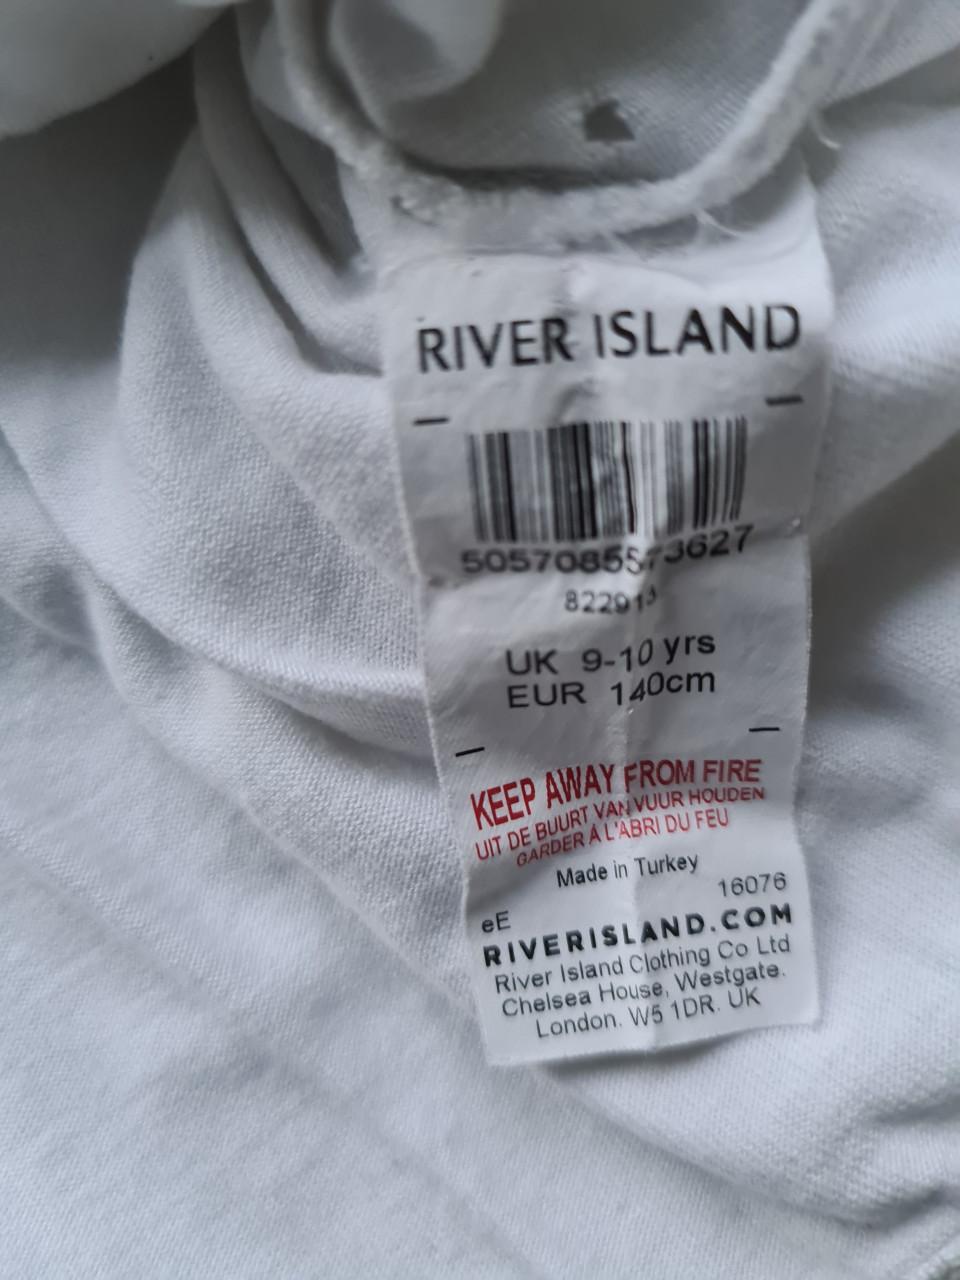 RIVER ISLAND
5057085573627
822913
UK 9-10 yrs
EUR 140cm
KEEP AWAY FROM FIRE
UIT DE BUURT VAN VUUR HOUDEN
GARDER A L'ABRI DU FEU
Made in Turkey
16076
eE
RIVERISLAND.COM
River Island Clothing Co Ltd
Chelsea House, Westgate.
London. W5 1DR. UK